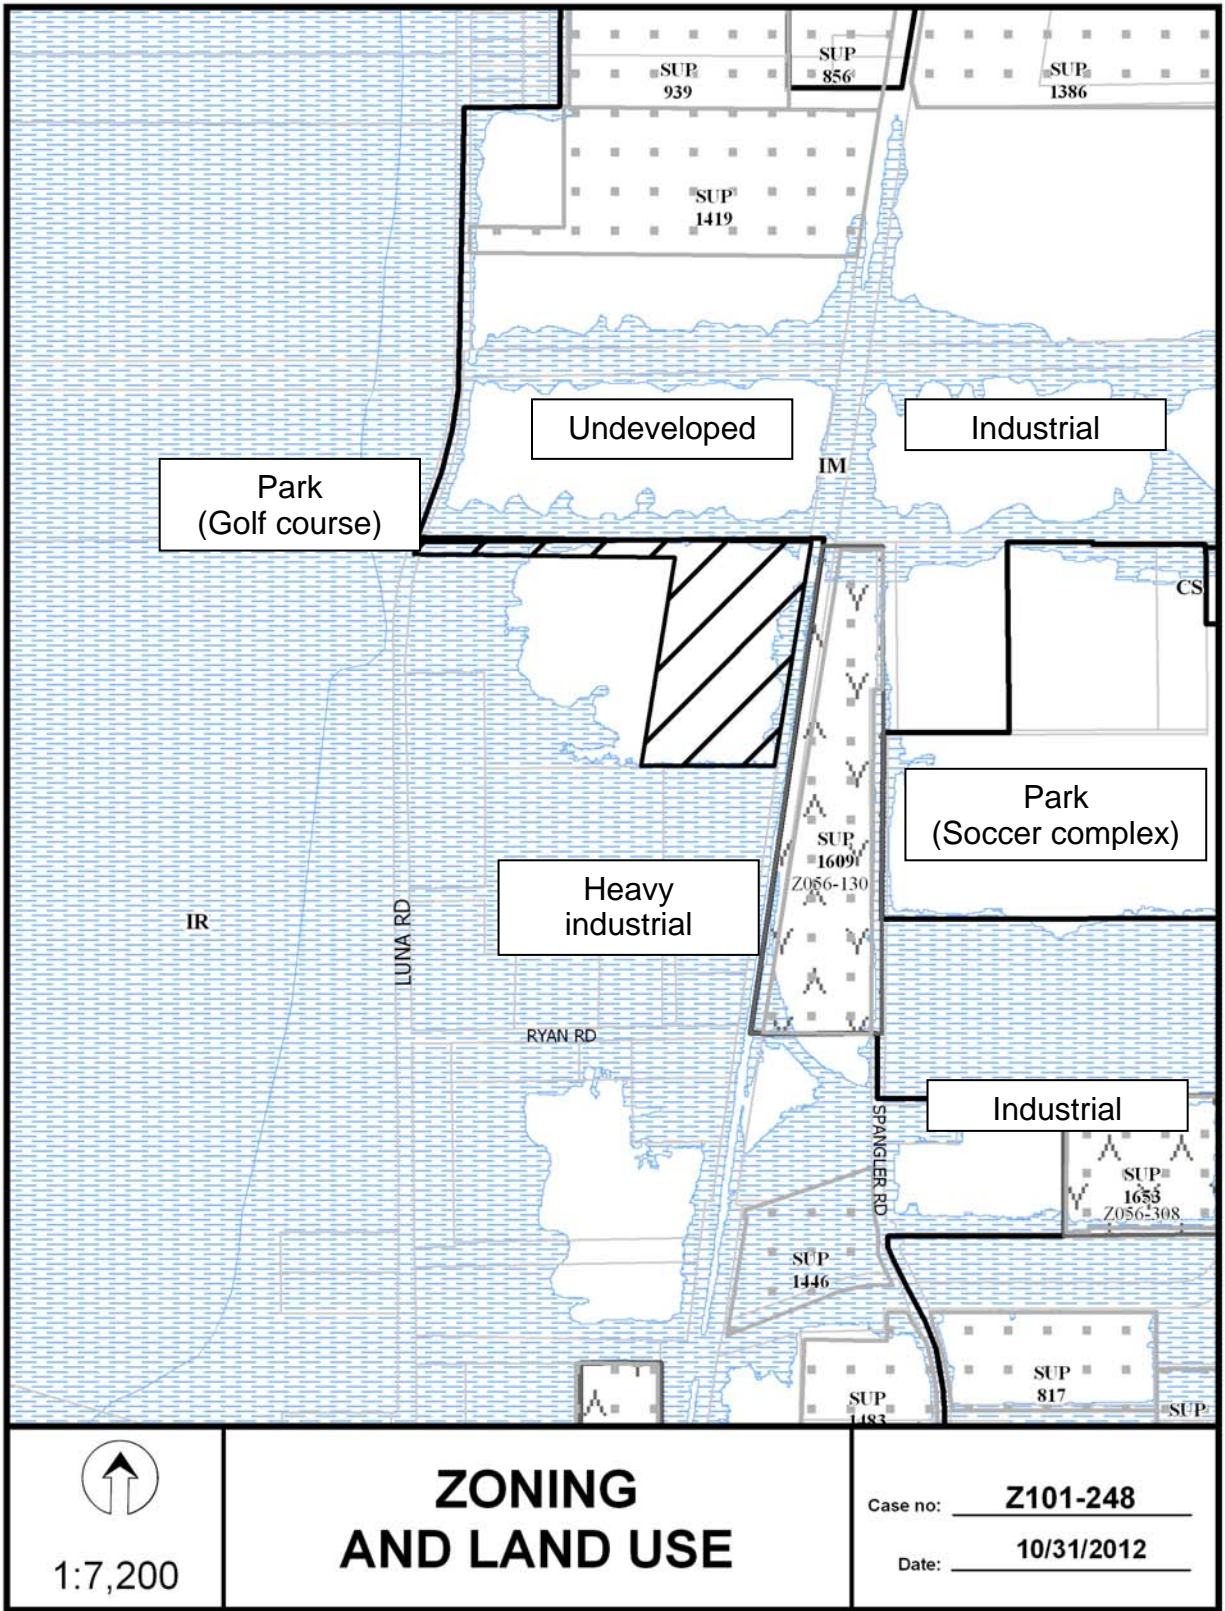 SUP
939
SUP
856
SUP
1386
SUP
1419
Undeveloped
Industrial
IM
Park
(Golf course)
CS
Park
(Soccer complex)
SUP
1609
Z056-130
Heavy
industrial
IR
LUNA RD
RYAN RD
Industrial
SPANGLER RD
SUP
1653
Z056-308
SUP
1446
SUP
817
SUP
1483
SUP
1:7,200
ZONING
AND LAND USE
Case no: Z101-248
Date: 10/31/2012